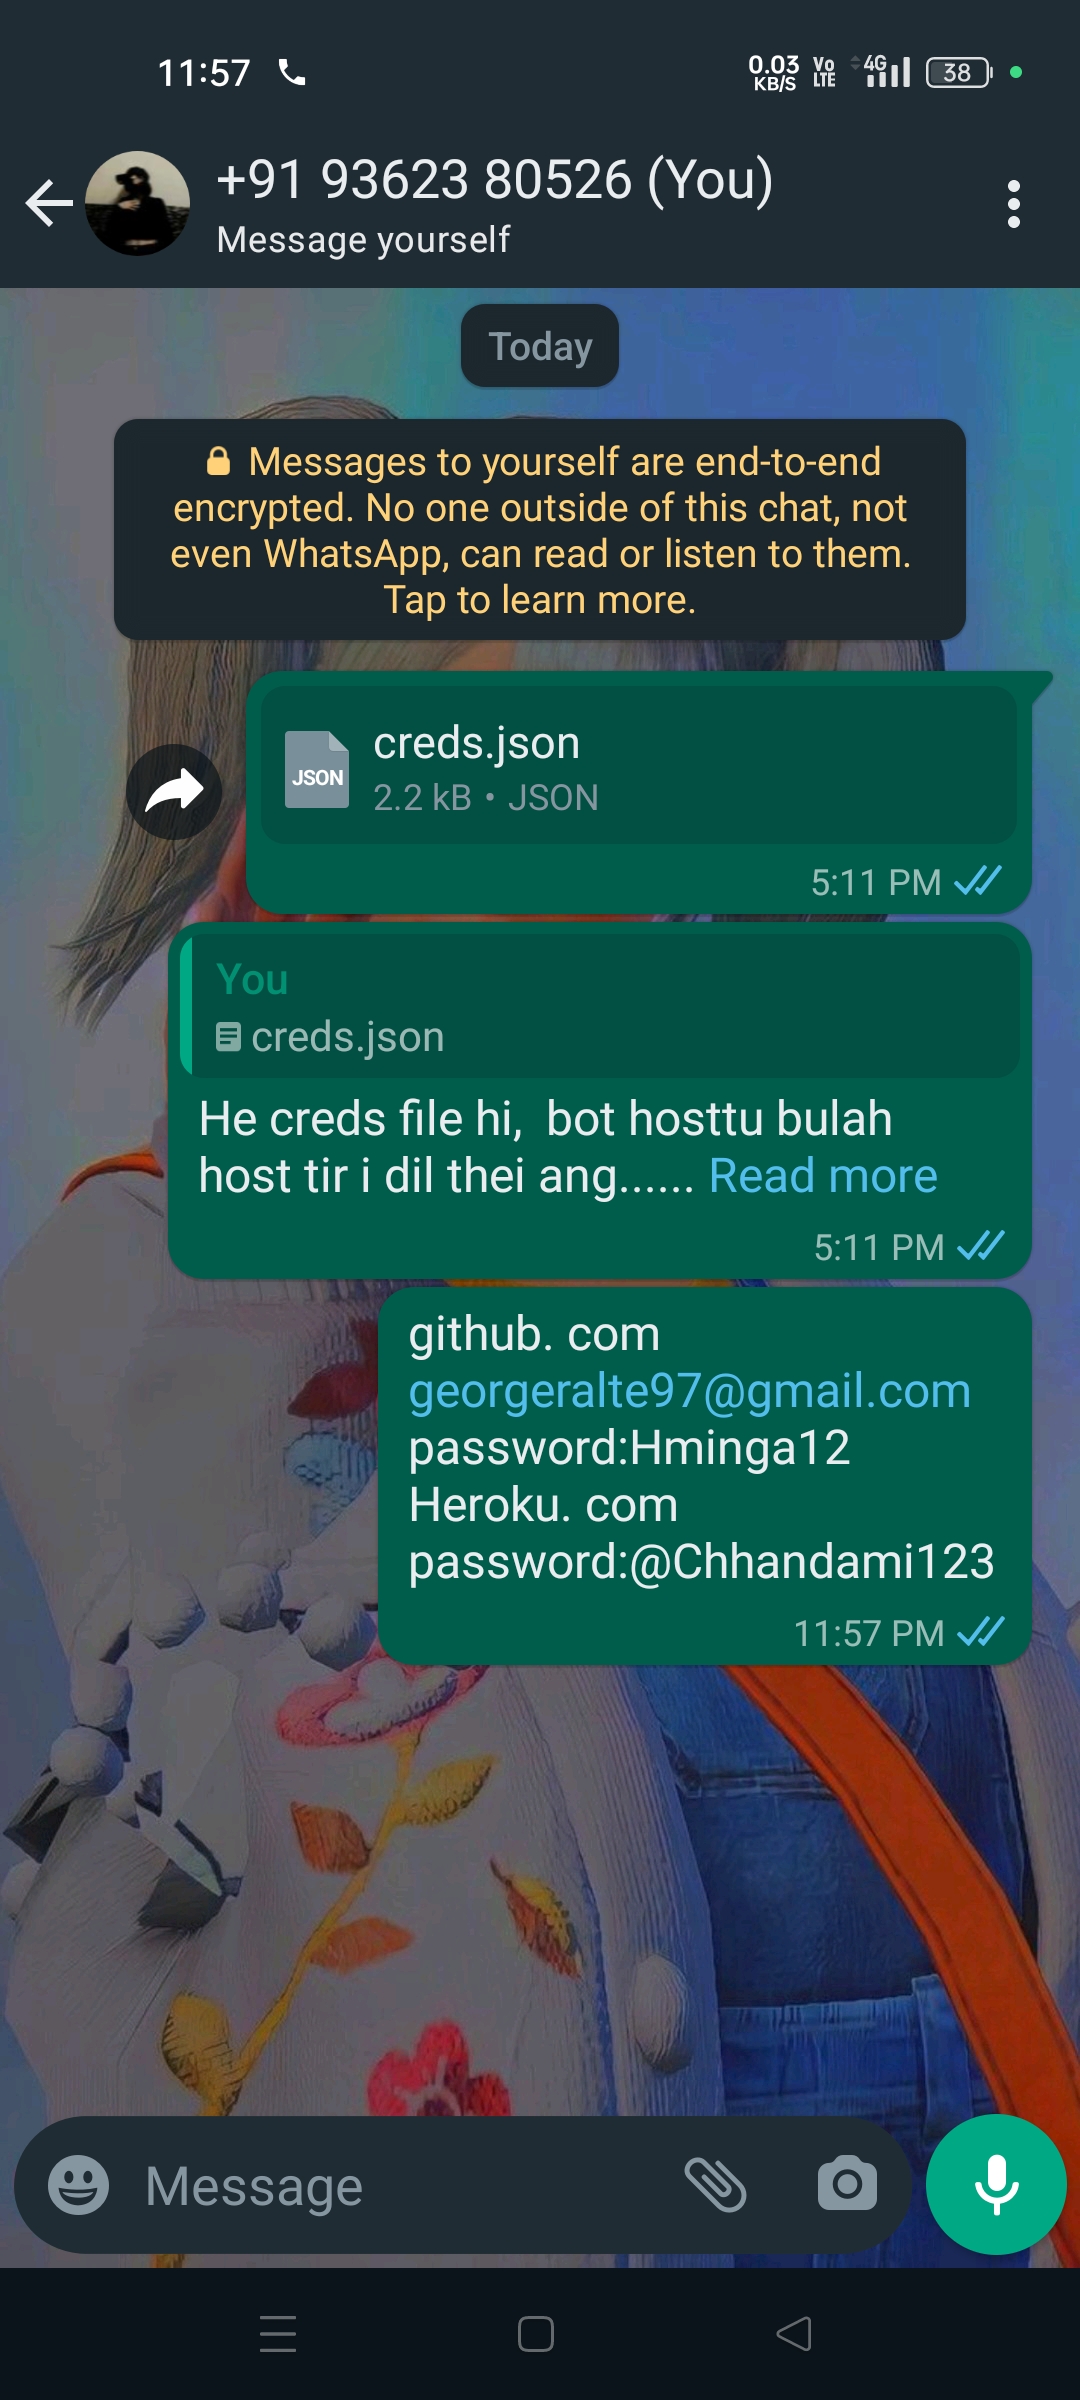 11:57
0.03 KB/S Vo LTE 4G 38
+91 93623 80526 (You)
Message yourself
Today
Messages to yourself are end-to-end
encrypted. No one outside of this chat, not
even WhatsApp, can read or listen to them.
Tap to learn more.
JSON
creds.json
2.2 kB • JSON
5:11 PM
You
creds.json
He creds file hi,  bot hosttu bulah
host tir i dil thei ang...... Read more
5:11 PM
github. com
georgeralte97@gmail.com
password:Hminga12
Heroku. com
password:@Chhandami123
11:57 PM
Message